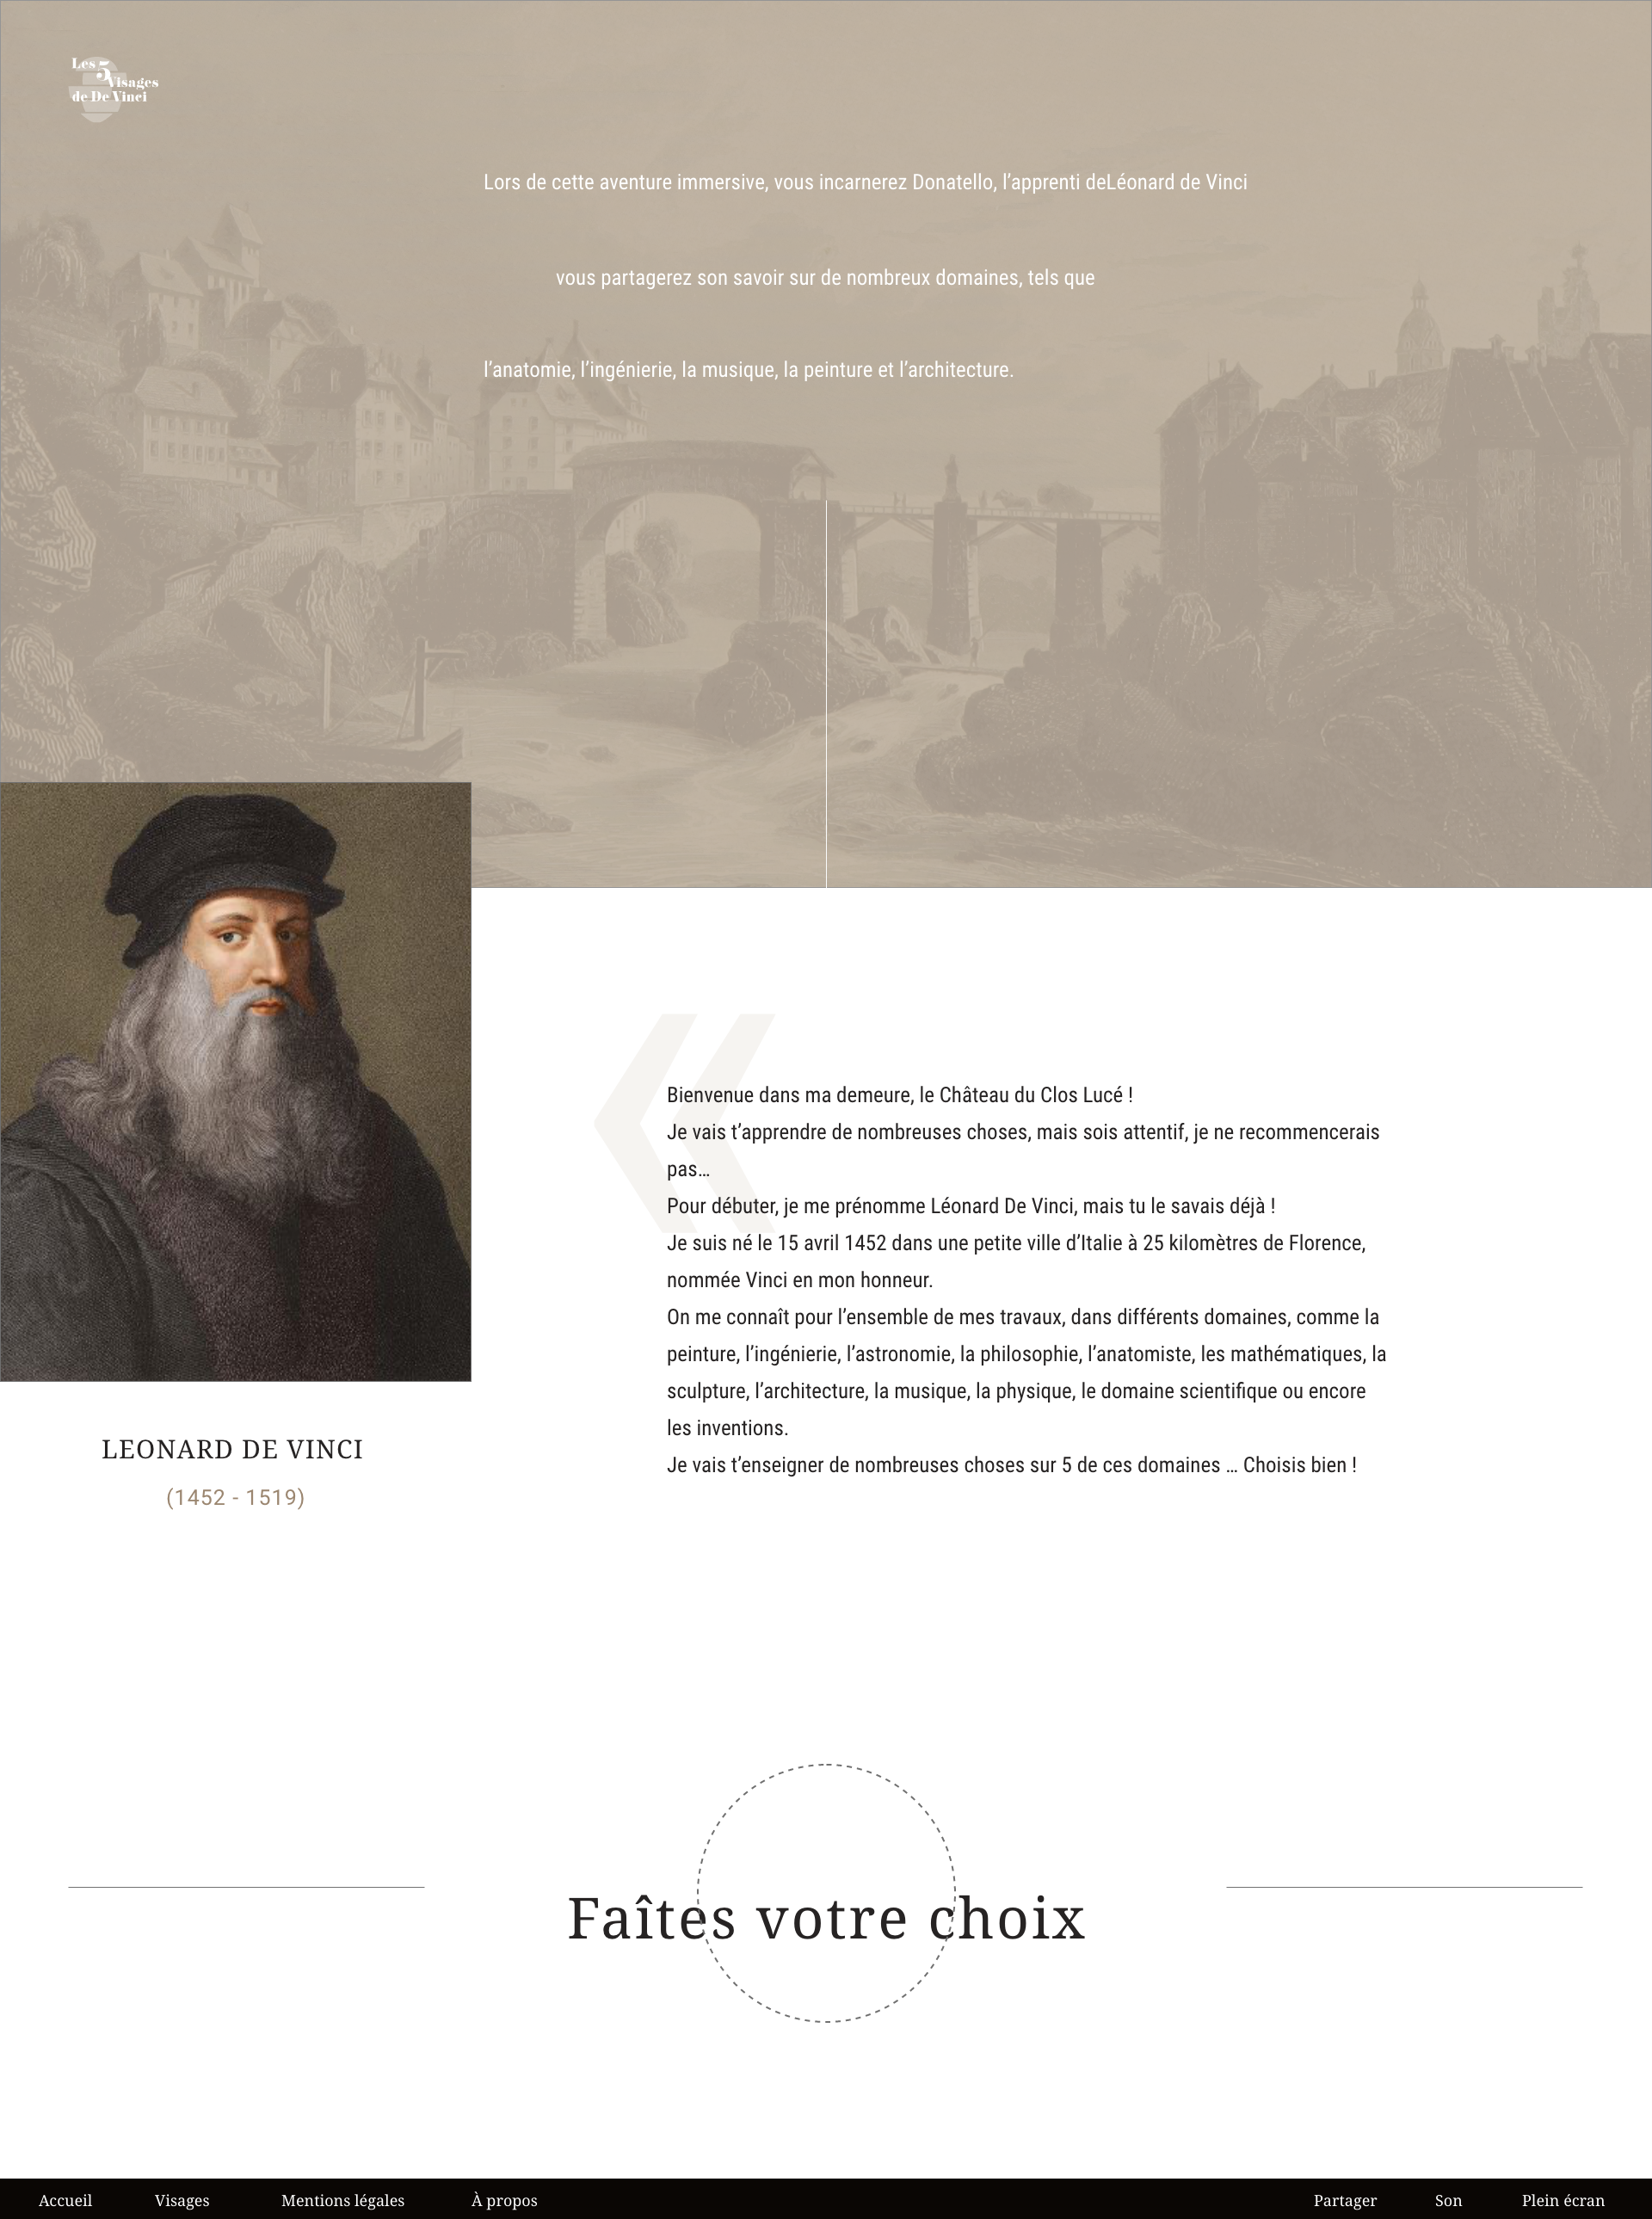 Les 5
Visages
de De Vinci
Lors de cette aventure immersive, vous incarnerez Donatello, l’apprenti deLéonard de Vinci
vous partagerez son savoir sur de nombreux domaines, tels que
l’anatomie, l’ingénierie, la musique, la peinture et l’architecture.
«
Bienvenue dans ma demeure, le Château du Clos Lucé !
Je vais t’apprendre de nombreuses choses, mais sois attentif, je ne recommencerais
pas…
Pour débuter, je me prénomme Léonard De Vinci, mais tu le savais déjà !
Je suis né le 15 avril 1452 dans une petite ville d’Italie à 25 kilomètres de Florence,
nommée Vinci en mon honneur.
On me connaît pour l’ensemble de mes travaux, dans différents domaines, comme la
peinture, l’ingénierie, l’astronomie, la philosophie, l’anatomiste, les mathématiques, la
sculpture, l’architecture, la musique, la physique, le domaine scientifique ou encore
les inventions.
Je vais t’enseigner de nombreuses choses sur 5 de ces domaines … Choisis bien !
LEONARD DE VINCI
(1452 - 1519)
Faîtes votre choix
Accueil Visages Mentions légales À propos Partager Son Plein écran